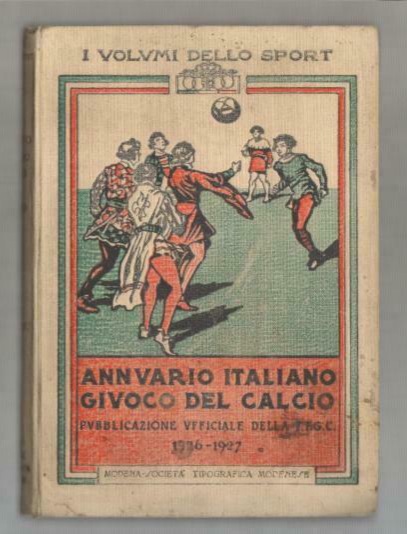 I VOLVMI DELLO SPORT
ANNVARIO ITALIANO
GIVOCO DEL CALCIO
PVBBLICAZIONE VFFICIALE DELLA F.I.G.C.
1926-1927
MODENA-SOCIETÀ TIPOGRAFICA MODENESE